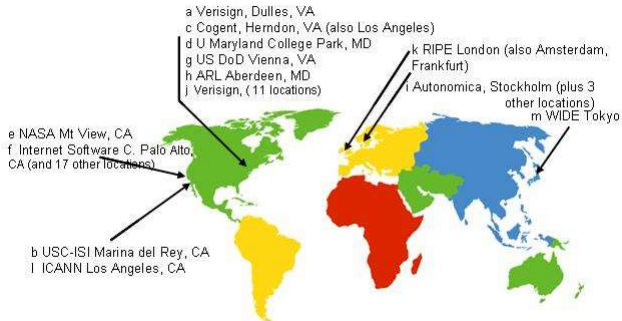 a Verisign, Dulles, VA
c Cogent, Herndon, VA (also Los Angeles)
d U Maryland College Park, MD
g US DoD Vienna, VA
h ARL Aberdeen, MD
j Verisign, (11 locations)
k RIPE London (also Amsterdam,
Frankfurt)
i Autonomica, Stockholm (plus 3
other locations)
m WIDE Tokyo
e NASA Mt View, CA
f Internet Software C. Palo Alto,
CA (and 17 other locations)
b USC-ISI Marina del Rey, CA
l ICANN Los Angeles, CA